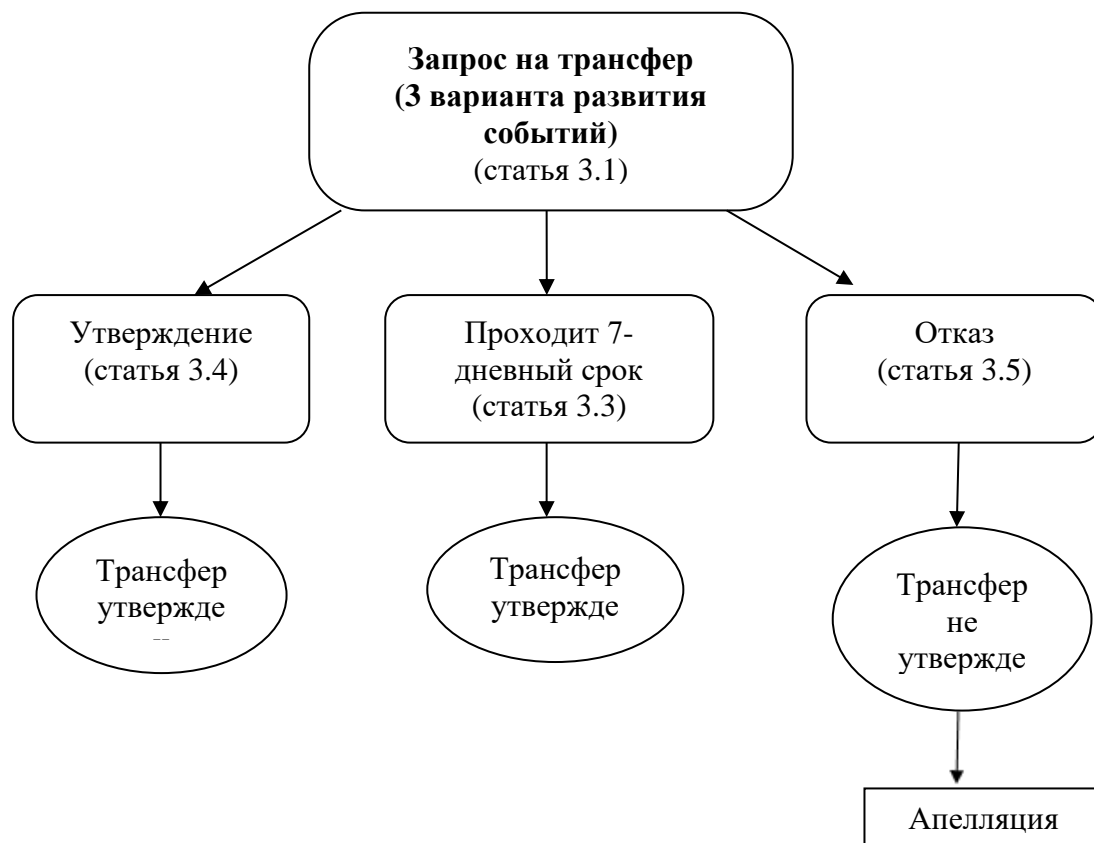 Запрос на трансфер
(3 варианта развития
событий)
(статья 3.1)
Утверждение
(статья 3.4)
Проходит 7-
дневный срок
(статья 3.3)
Отказ
(статья 3.5)
Трансфер
утвержде
Трансфер
утвержде
Трансфер
не
утвержде
Апелляция